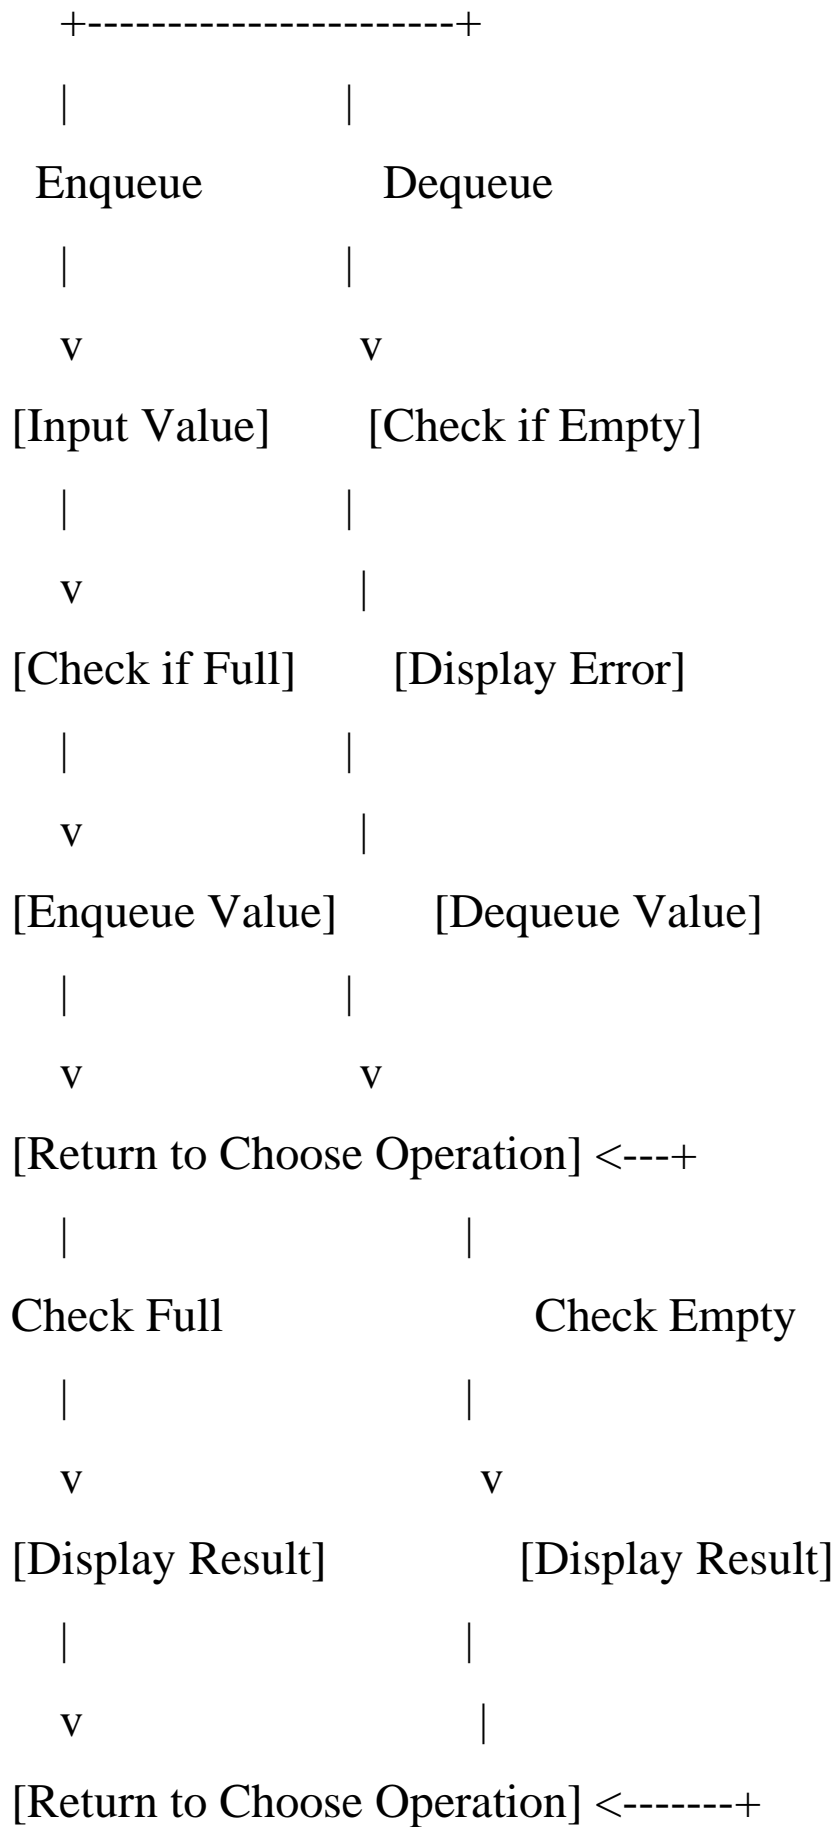 +-----------------------+
|                       |
Enqueue                 Dequeue
|                       |
v                       v
[Input Value]        [Check if Empty]
|                       |
v                       |
[Check if Full]        [Display Error]
|                       |
v                       |
[Enqueue Value]        [Dequeue Value]
|                       |
v                       v
[Return to Choose Operation] <---+
|                                  |
Check Full                          Check Empty
|                                  |
v                                  v
[Display Result]                [Display Result]
|                                  |
v                                  |
[Return to Choose Operation] <-------+